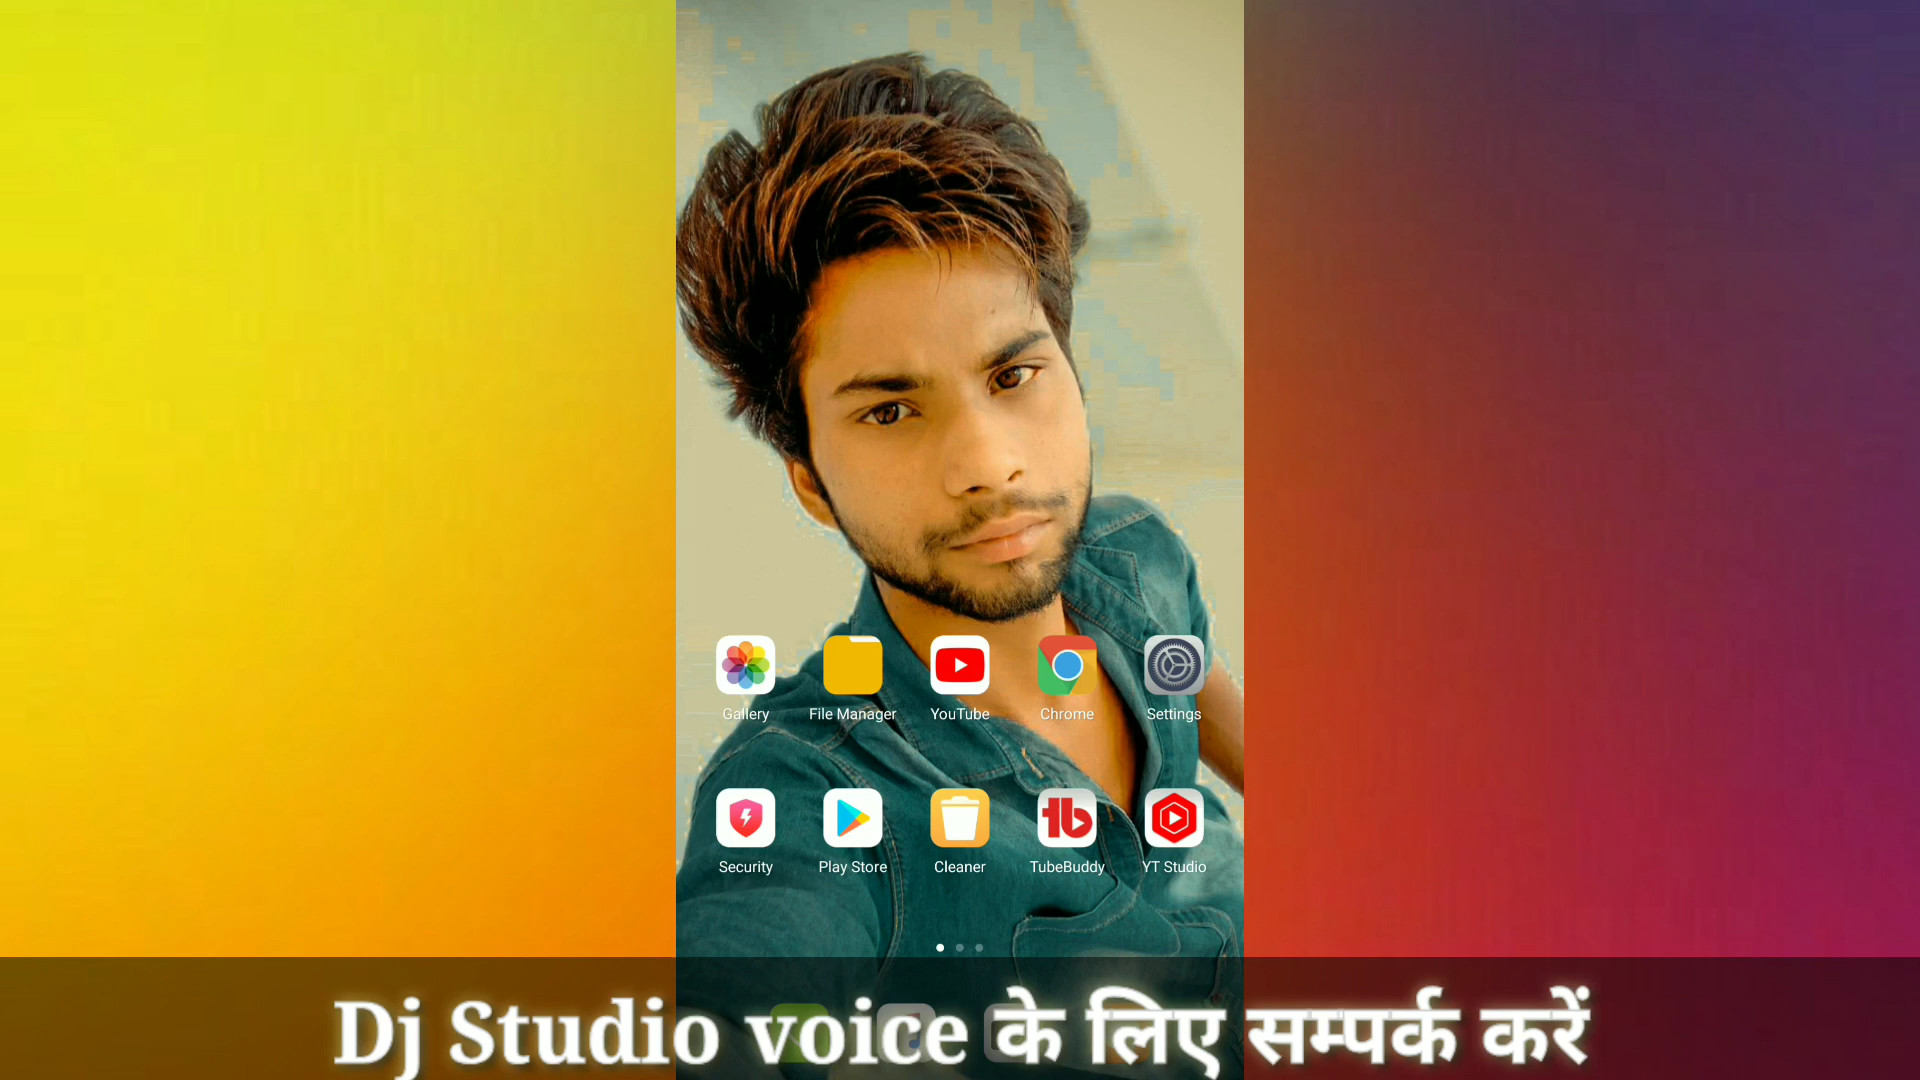 Gallery File Manager YouTube Chrome Settings
Security Play Store Cleaner TubeBuddy YT Studio
Dj Studio voice के लिए सम्पर्क करें